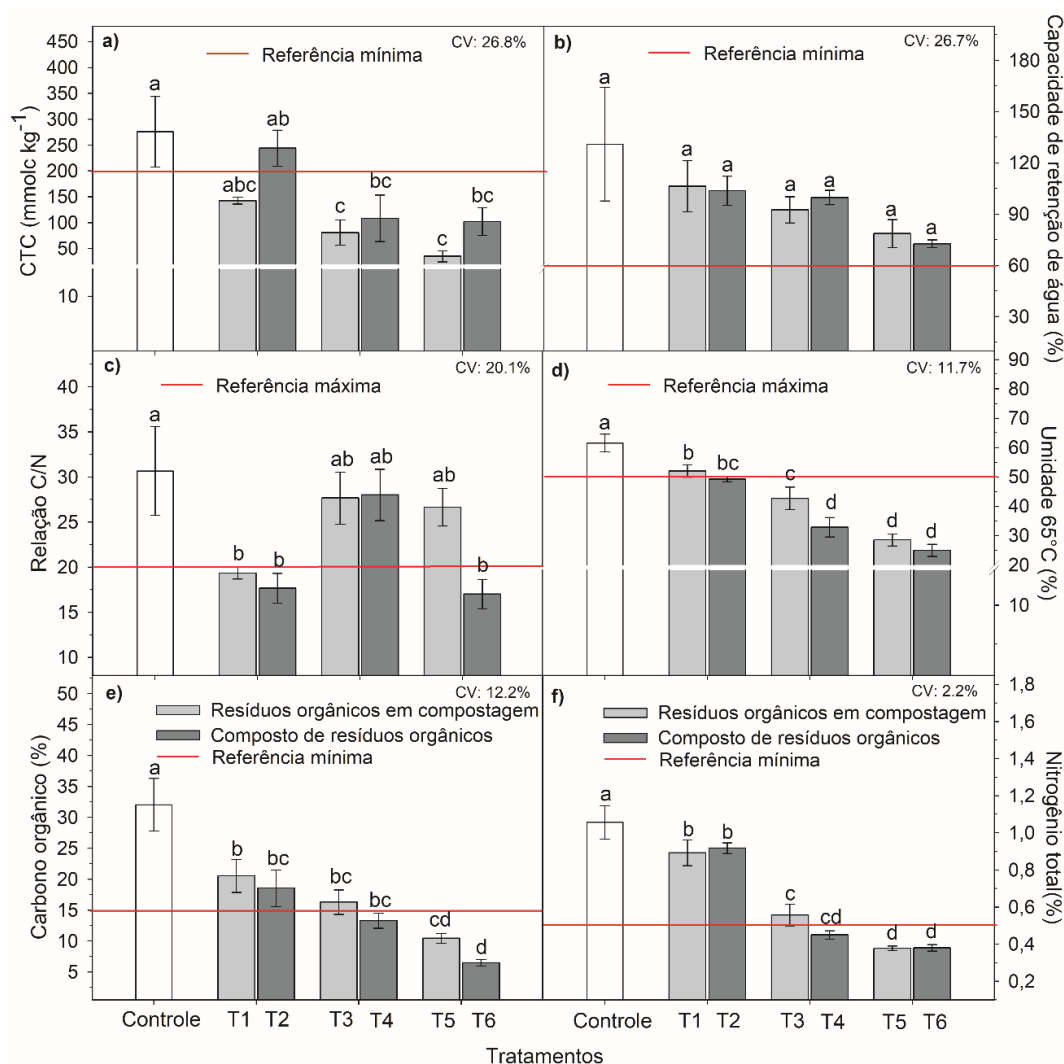 a)
CV: 26.8%
Referência mínima
450
400
350
300
250
200
150
100
50
10
CTC (mmolc kg-1)
a
abc
ab
c
bc
c
bc
b)
CV: 26.7%
Referência mínima
180
150
120
90
60
30
Capacidade de retenção de água (%)
a
a
a
a
a
a
a
c)
CV: 20.1%
Referência máxima
40
35
30
25
20
15
10
Relação C/N
a
b
b
ab
ab
ab
b
d)
CV: 11.7%
Referência máxima
90
80
70
60
50
40
30
20
10
Umidade 65°C (%)
a
b
bc
c
d
d
d
e)
CV: 12.2%
Resíduos orgânicos em compostagem
Composto de resíduos orgânicos
Referência mínima
50
45
40
35
30
25
20
15
10
5
Carbono orgânico (%)
a
b
bc
bc
bc
cd
d
f)
CV: 2.2%
Resíduos orgânicos em compostagem
Composto de resíduos orgânicos
Referência mínima
1,8
1,6
1,4
1,2
1,0
0,8
0,6
0,4
0,2
Nitrogênio total(%)
a
b
b
c
cd
d
d
Controle T1 T2 T3 T4 T5 T6
Controle T1 T2 T3 T4 T5 T6
Tratamentos